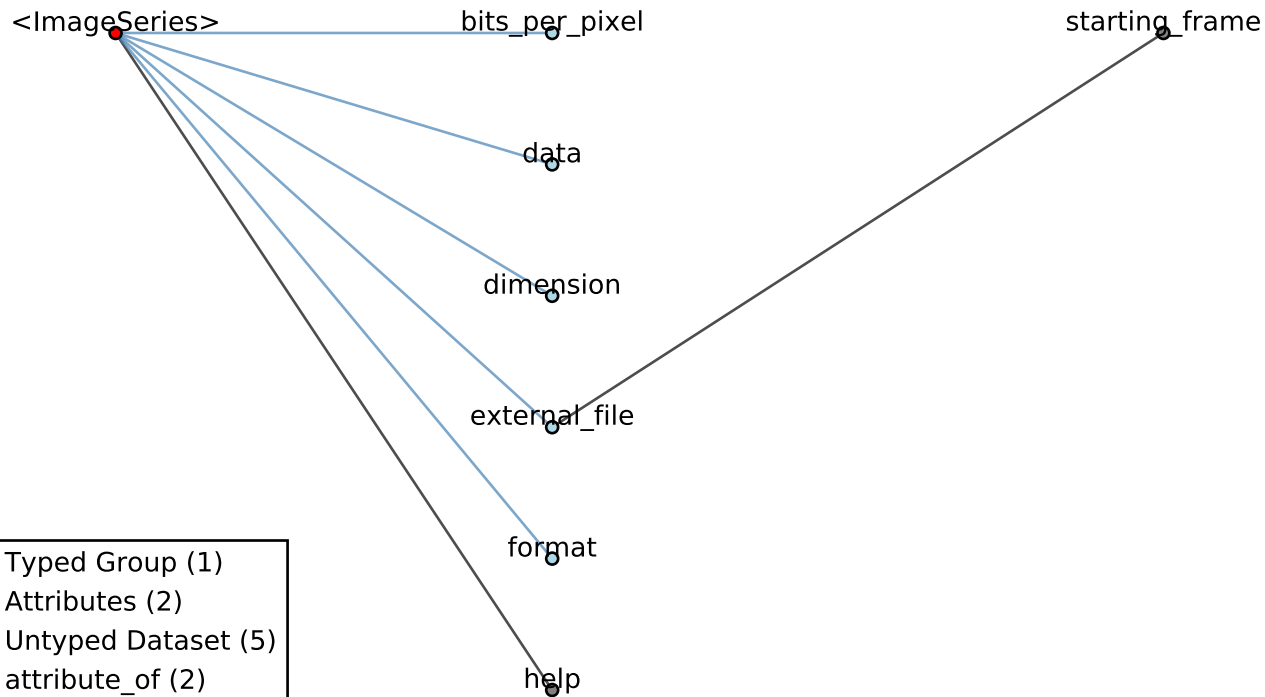 <ImageSeries>
bits_per_pixel
starting_frame
data
dimension
external_file
format
help
Typed Group (1)
Attributes (2)
Untyped Dataset (5)
attribute_of (2)